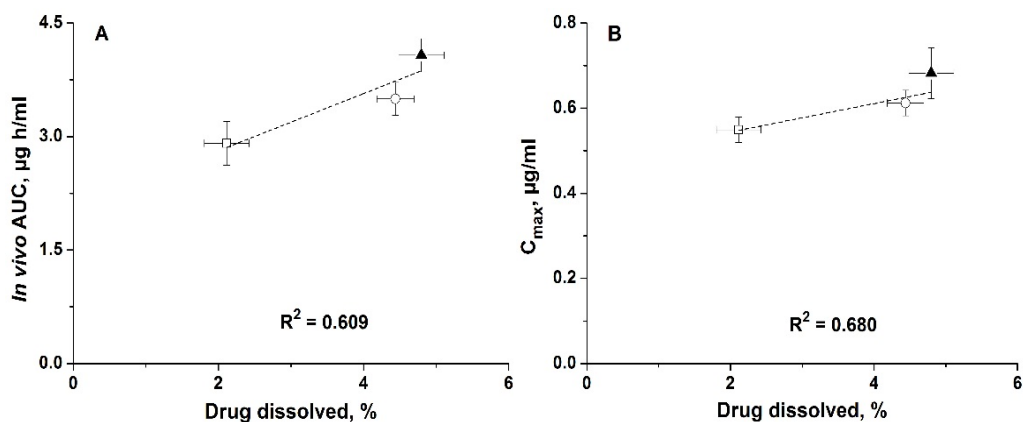 A
4.5
3.0
1.5
0.0
In vivo AUC, µg h/ml
R² = 0.609
0 2 4 6
Drug dissolved, %
B
0.8
0.6
0.4
0.2
0.0
Cmax, µg/ml
R² = 0.680
0 2 4 6
Drug dissolved, %